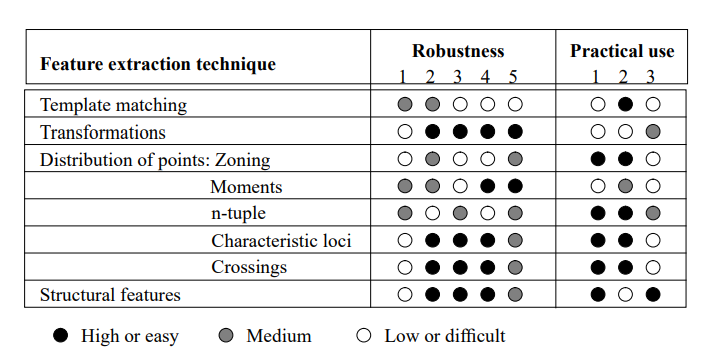 Feature extraction technique Robustness Practical use
1 2 3 4 5 1 2 3
Template matching
Transformations
Distribution of points: Zoning
Moments
n-tuple
Characteristic loci
Crossings
Structural features
High or easy Medium Low or difficult